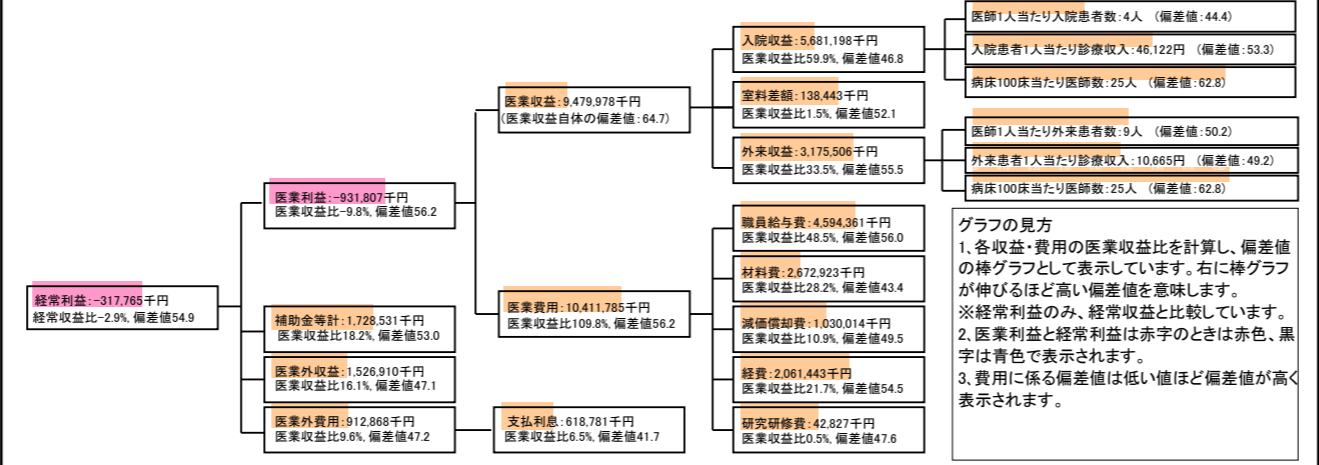 経常利益:-317,765千円
経常収益比-2.9%, 偏差値54.9
医業利益:-931,807千円
医業収益比-9.8%, 偏差値56.2
補助金等計:1,728,531千円
医業収益比18.2%, 偏差値53.0
医業外収益:1,526,910千円
医業収益比16.1%, 偏差値47.1
医業外費用:912,868千円
医業収益比9.6%, 偏差値47.2
医業収益:9,479,978千円
(医業収益自体の偏差値:64.7)
医業費用:10,411,785千円
医業収益比109.8%, 偏差値56.2
支払利息:618,781千円
医業収益比6.5%, 偏差値41.7
入院収益:5,681,198千円
医業収益比59.9%, 偏差値46.8
室料差額:138,443千円
医業収益比1.5%, 偏差値52.1
外来収益:3,175,506千円
医業収益比33.5%, 偏差値55.5
職員給与費:4,594,361千円
医業収益比48.5%, 偏差値56.0
材料費:2,672,923千円
医業収益比28.2%, 偏差値43.4
減価償却費:1,030,014千円
医業収益比10.9%, 偏差値49.5
経費:2,061,443千円
医業収益比21.7%, 偏差値54.5
研究研修費:42,827千円
医業収益比0.5%, 偏差値47.6
医師1人当たり入院患者数:4人 (偏差値:44.4)
入院患者1人当たり診療収入:46,122円 (偏差値:53.3)
病床100床当たり医師数:25人 (偏差値:62.8)
医師1人当たり外来患者数:9人 (偏差値:50.2)
外来患者1人当たり診療収入:10,665円 (偏差値:49.2)
病床100床当たり医師数:25人 (偏差値:62.8)
グラフの見方
1、各収益・費用の医業収益比を計算し、偏差値
の棒グラフとして表示しています。右に棒グラフ
が伸びるほど高い偏差値を意味します。
※経常利益のみ、経常収益と比較しています。
2、医業利益と経常利益は赤字のときは赤色、黒
字は青色で表示されます。
3、費用に係る偏差値は低い値ほど偏差値が高く
表示されます。